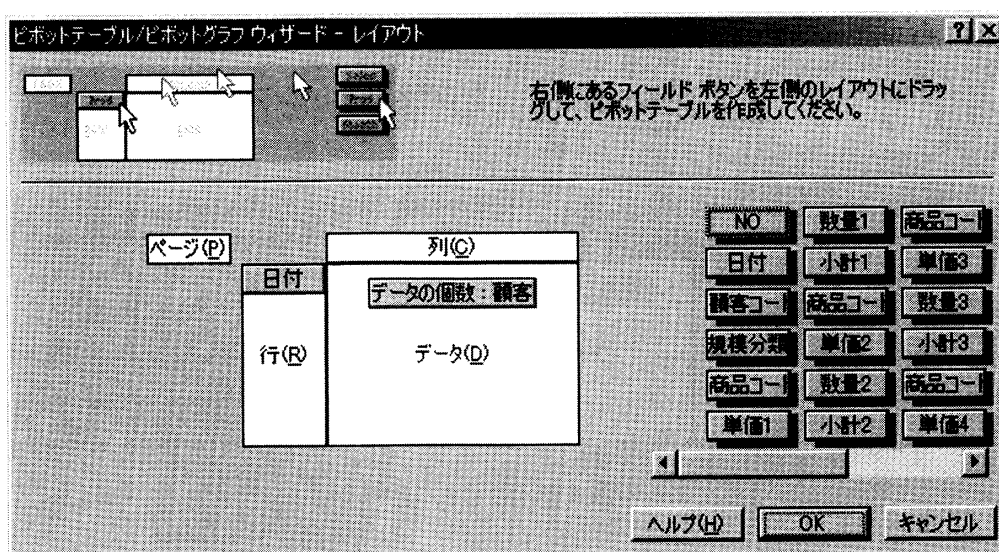 ピボットテーブル/ピボットグラフ ウィザード - レイアウト
右側にあるフィールド ボタンを左側のレイアウトにドラッ
グして、ピボットテーブルを作成してください。
ページ(P)
列(C)
日付
データの個数 : 顧客
行(R)
データ(D)
NO 数量1 商品コード
日付 小計1 単価3
顧客コード 商品コード 数量3
規模分類 単価2 小計3
商品コード 数量2 商品コード
単価1 小計2 単価4
ヘルプ(H) OK キャンセル